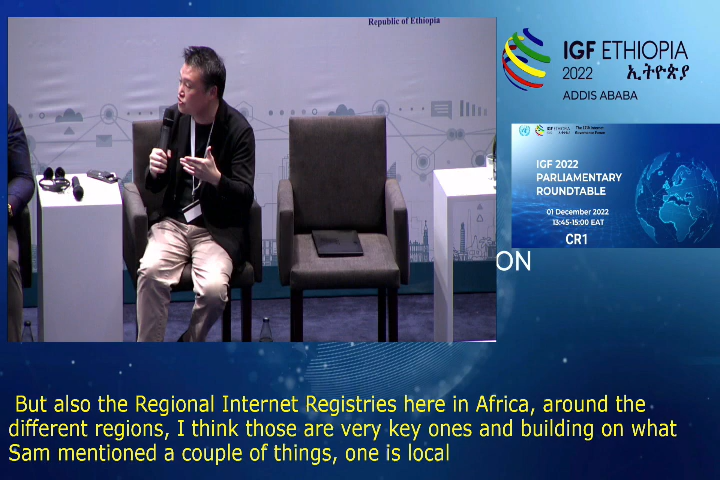 Republic of Ethiopia
IGF ETHIOPIA
2022 ኢትዮጵያ
ADDIS ABABA
IGF 2022
PARLIAMENTARY
ROUNDTABLE
01 December 2022
13:45-15:00 EAT
CR1
ON
But also the Regional Internet Registries here in Africa, around the
different regions, I think those are very key ones and building on what
Sam mentioned a couple of things, one is local